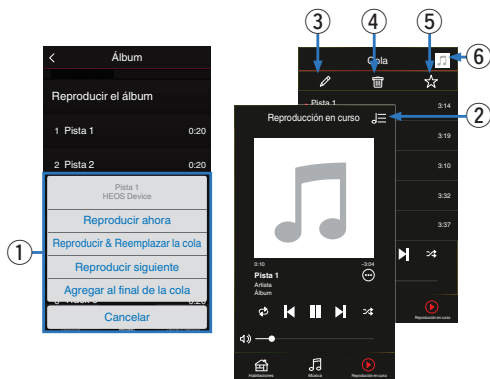 3
4
5
6
2
1
Álbum
Reproducir el álbum
1 Pista 1 0:20
2 Pista 2 0:20
Pista 1
HEOS Device
Reproducir ahora
Reproducir & Reemplazar la cola
Reproducir siguiente
Agregar al final de la cola
0:20
Cancelar
Cola
Pista 1 3:14
3:19
3:10
3:32
3:37
Reproducción en curso
Reproducción en curso
0:10 -3:04
Pista 1
Artista
Álbum
Habitaciones Música Reproducción en curso